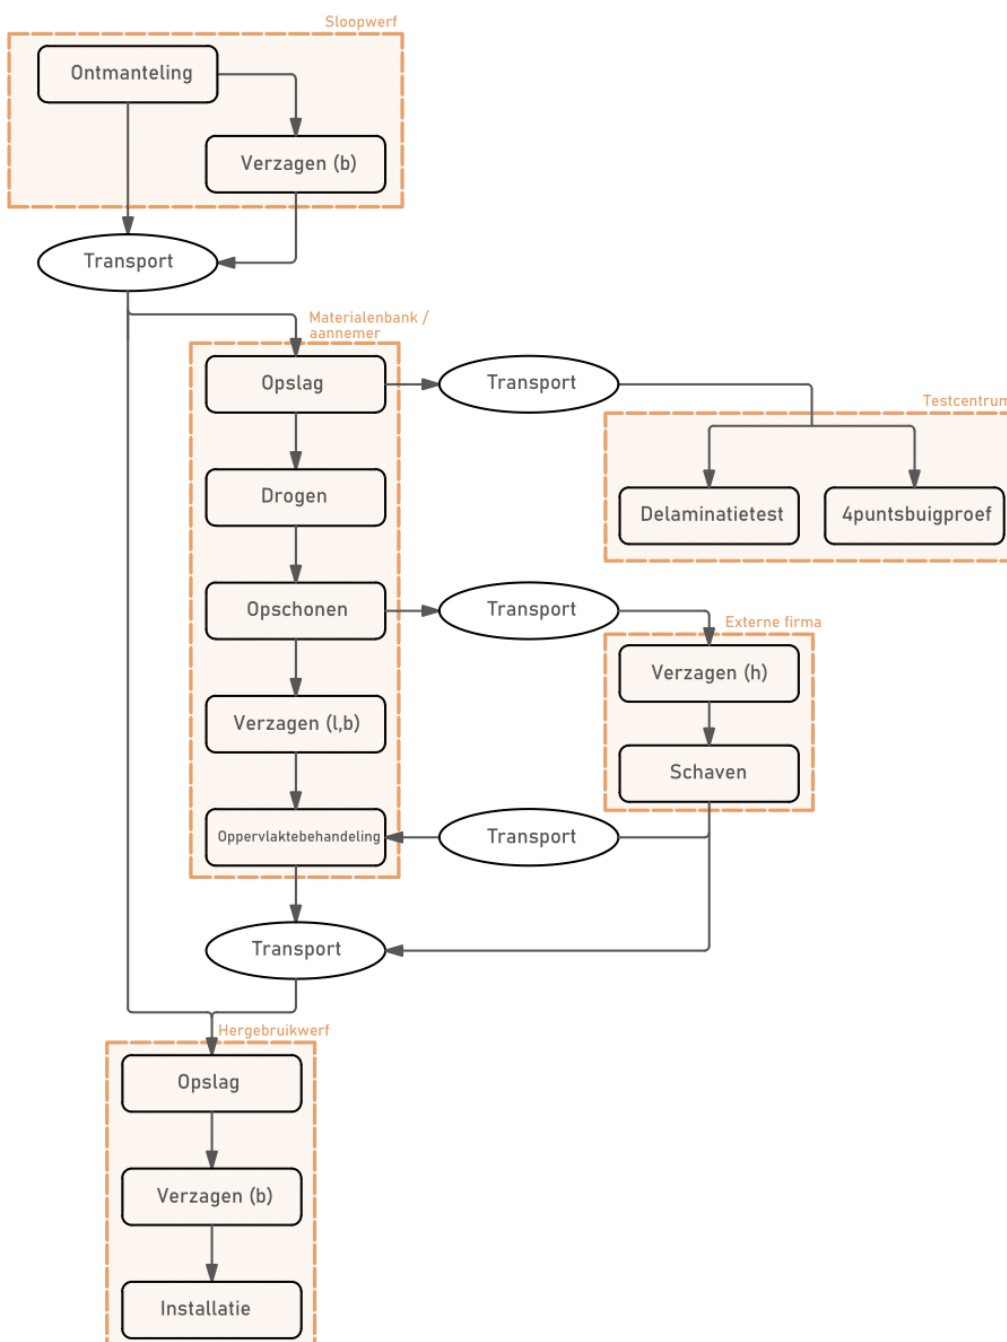 Sloopwerf
Ontmanteling
Verzagen (b)
Transport
Materialenbank /
aannemer
Opslag
Transport
Testcentrum
Drogen
Delaminatietest
4puntsbuigproef
Opschonen
Transport
Externe firma
Verzagen (h)
Verzagen (l,b)
Schaven
Oppervlaktebehandeling
Transport
Transport
Hergebruikwerf
Opslag
Verzagen (b)
Installatie